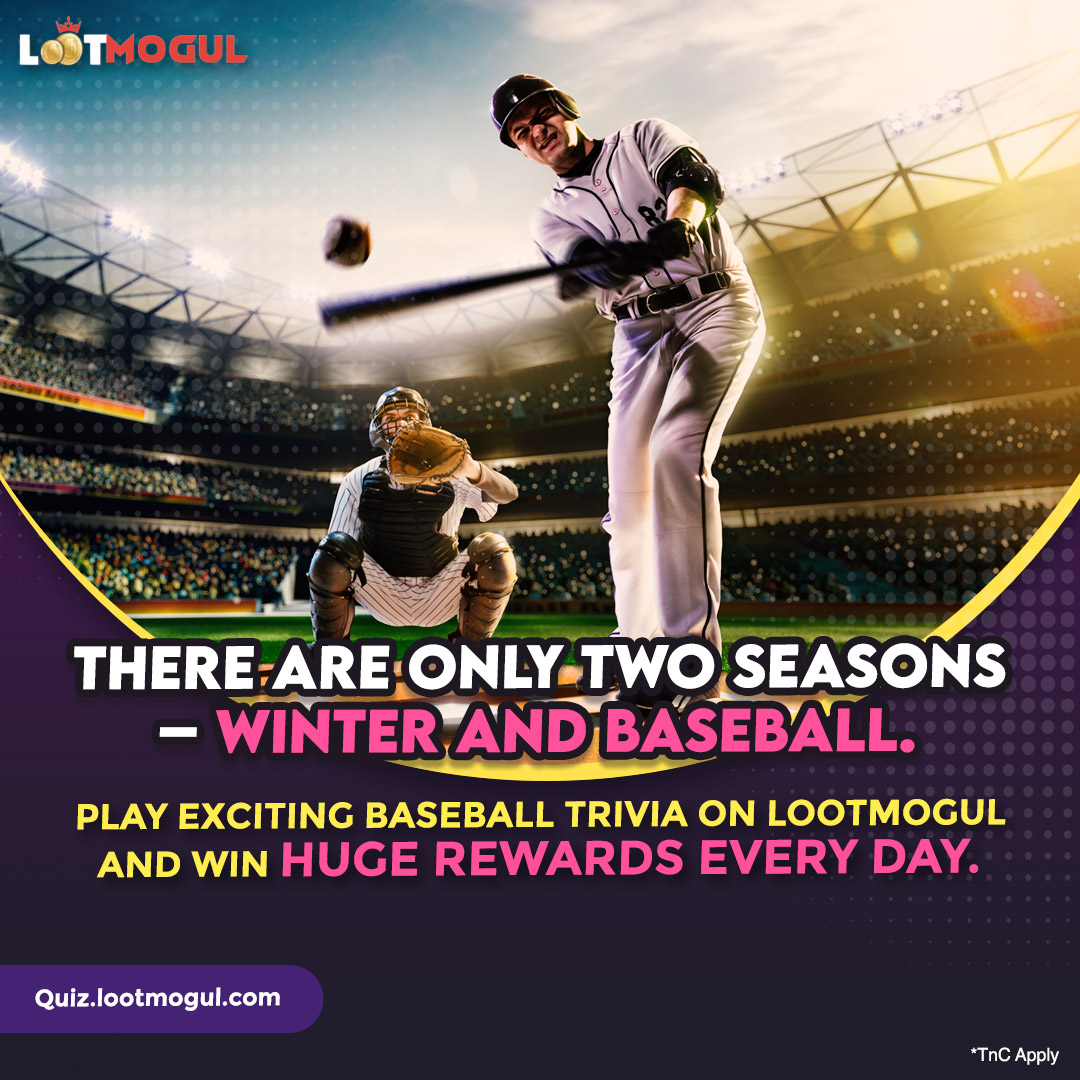 LOOTMOGUL
THERE ARE ONLY TWO SEASONS
– WINTER AND BASEBALL.
PLAY EXCITING BASEBALL TRIVIA ON LOOTMOGUL
AND WIN HUGE REWARDS EVERY DAY.
Quiz.lootmogul.com
*TnC Apply